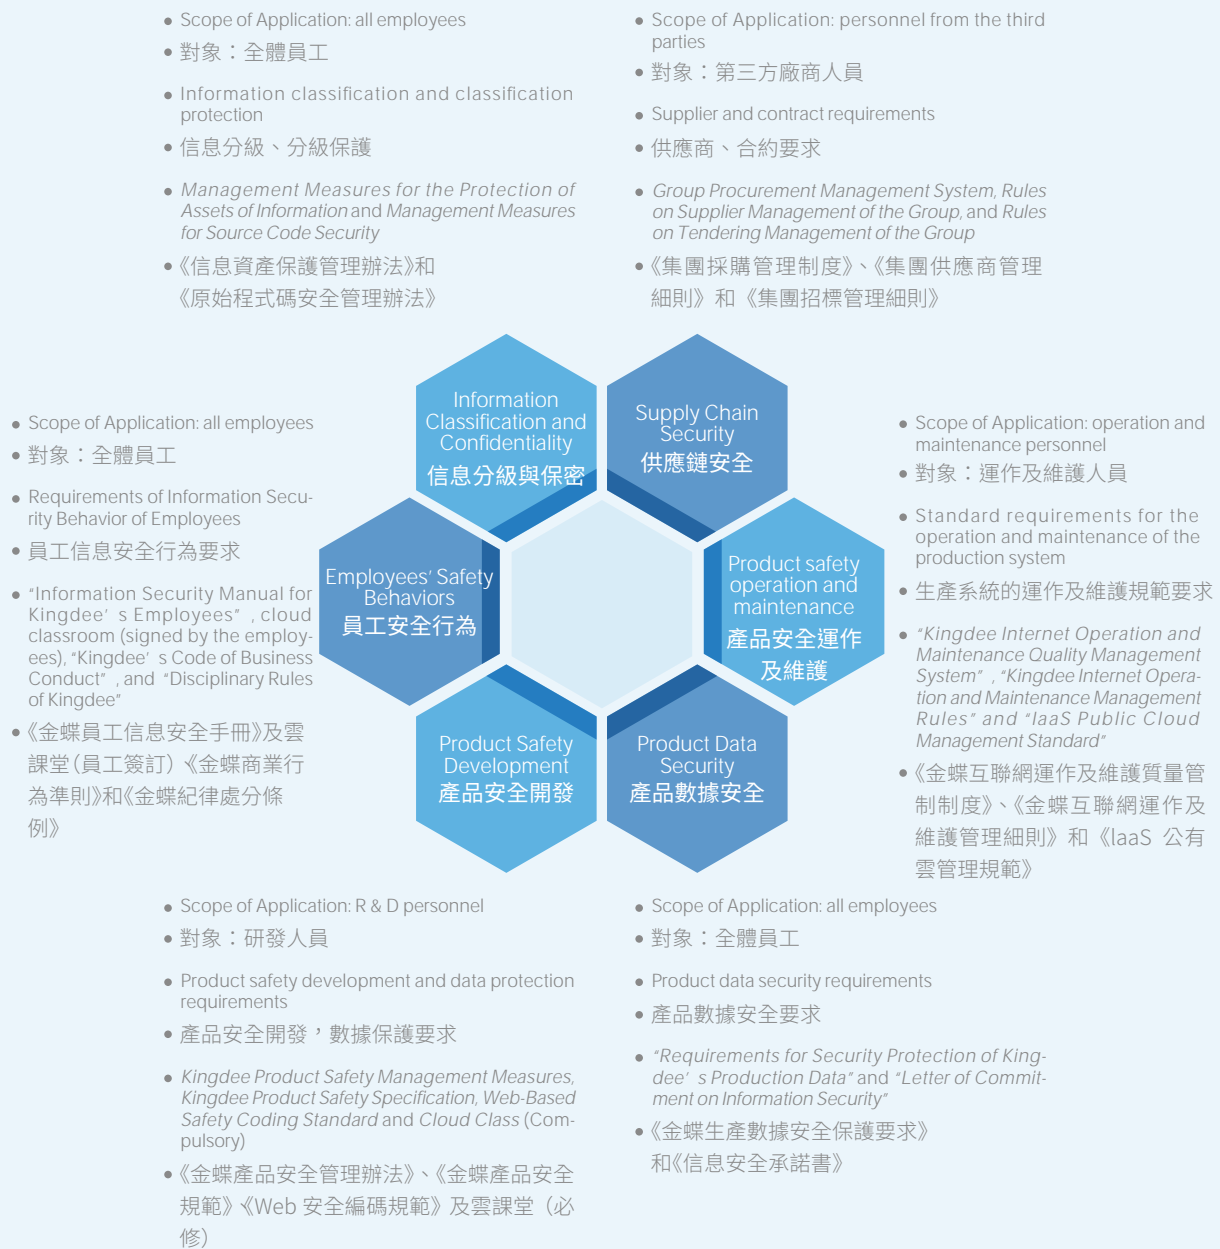 Scope of Application: all employees
對象：全體員工
Information classification and classification
protection
信息分級、分級保護
Management Measures for the Protection of
Assets of Information and Management Measures
for Source Code Security
《信息資產保護管理辦法》和
《原始程式碼安全管理辦法》
Scope of Application: personnel from the third
parties
對象：第三方廠商人員
Supplier and contract requirements
供應商、合約要求
Group Procurement Management System, Rules
on Supplier Management of the Group, and Rules
on Tendering Management of the Group
《集團採購管理制度》、《集團供應商管理
細則》和《集團招標管理細則》
Information
Classification and
Confidentiality
信息分級與保密
Supply Chain
Security
供應鏈安全
Scope of Application: all employees
對象：全體員工
Requirements of Information Secu-
rity Behavior of Employees
員工信息安全行為要求
“Information Security Manual for
Kingdee’ s Employees” , cloud
classroom (signed by the employ-
ees), “Kingdee’ s Code of Business
Conduct” , and “Disciplinary Rules
of Kingdee”
《金蝶員工信息安全手冊》及雲
課堂（員工簽訂）、《金蝶商業行
為準則》和《金蝶紀律處分條
例》
Employees’ Safety
Behaviors
員工安全行為
Product safety
operation and
maintenance
產品安全運作
及維護
Scope of Application: operation and
maintenance personnel
對象：運作及維護人員
Standard requirements for the
operation and maintenance of the
production system
生產系統的運作及維護規範要求
“Kingdee Internet Operation and
Maintenance Quality Management
System” , “Kingdee Internet Opera-
tion and Maintenance Management
Rules” and “IaaS Public Cloud
Management Standard”
《金蝶互聯網運作及維護質量管
制制度》、《金蝶互聯網運作及
維護管理細則》和《laaS 公有
雲管理規範》
Product Safety
Development
產品安全開發
Product Data
Security
產品數據安全
Scope of Application: R & D personnel
對象：研發人員
Product safety development and data protection
requirements
產品安全開發，數據保護要求
Kingdee Product Safety Management Measures,
Kingdee Product Safety Specification, Web-Based
Safety Coding Standard and Cloud Class (Com-
pulsory)
《金蝶產品安全管理辦法》、《金蝶產品安全
規範》、《Web 安全編碼規範》及雲課堂（必
修）
Scope of Application: all employees
對象：全體員工
Product data security requirements
產品數據安全要求
“Requirements for Security Protection of King-
dee’ s Production Data” and “Letter of Commit-
ment on Information Security”
《金蝶生產數據安全保護要求》
和《信息安全承諾書》